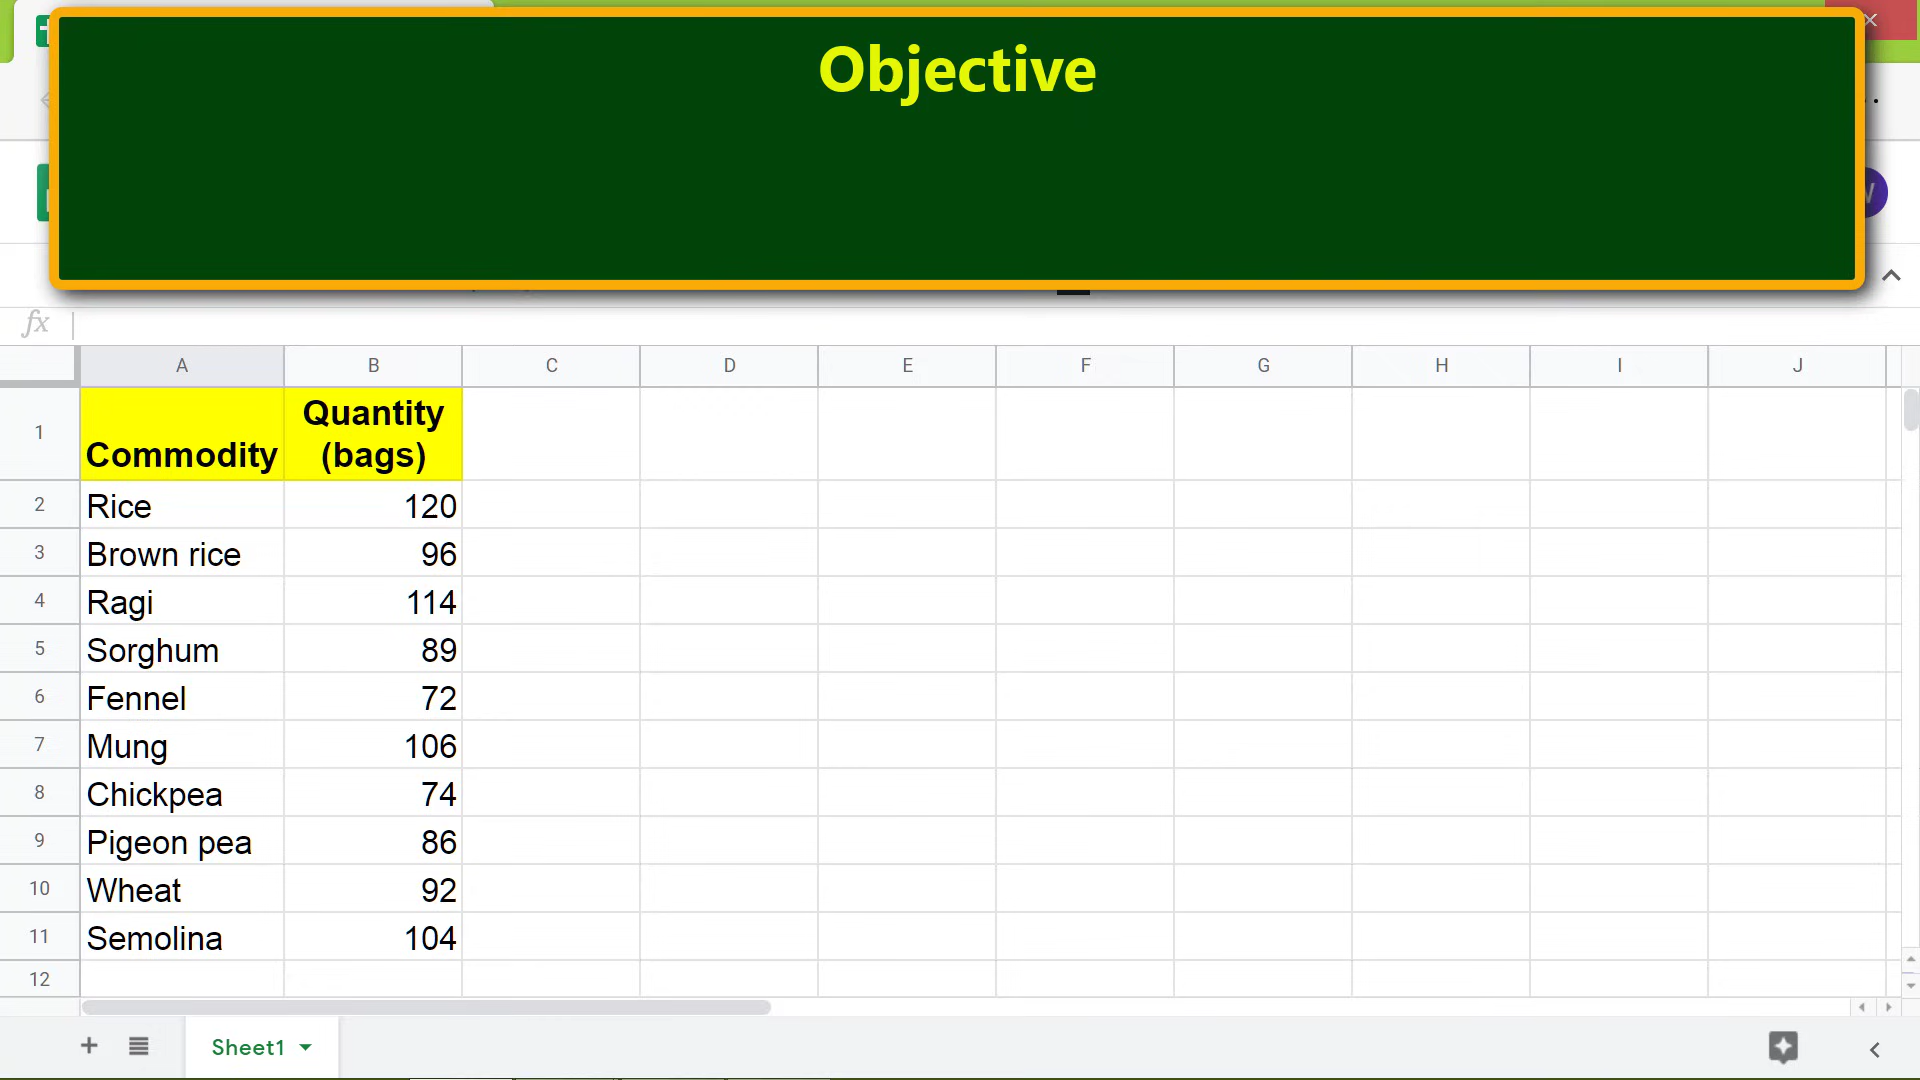 Objective
fx
A B C D E F G H I J
1 Commodity Quantity (bags)
2 Rice 120
3 Brown rice 96
4 Ragi 114
5 Sorghum 89
6 Fennel 72
7 Mung 106
8 Chickpea 74
9 Pigeon pea 86
10 Wheat 92
11 Semolina 104
12
Sheet1